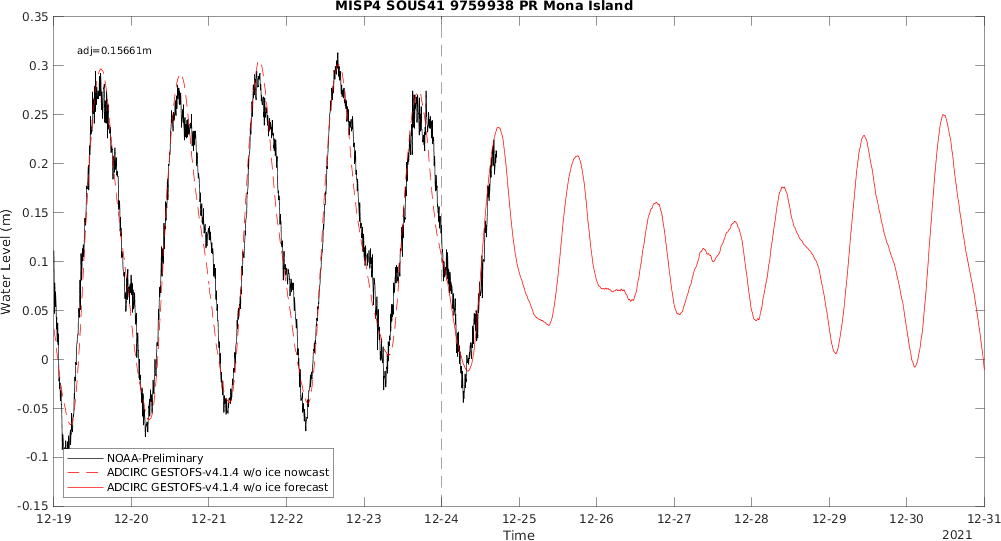 MISP4 SOUS41 9759938 PR Mona Island
0.35
0.3
0.25
0.2
0.15
0.1
0.05
0
-0.05
-0.1
-0.15
Water Level (m)
adj=0.15661m
NOAA-Preliminary
ADCIRC GESTOFS-v4.1.4 w/o ice nowcast
ADCIRC GESTOFS-v4.1.4 w/o ice forecast
12-19 12-20 12-21 12-22 12-23 12-24 12-25 12-26 12-27 12-28 12-29 12-30 12-31
Time
2021